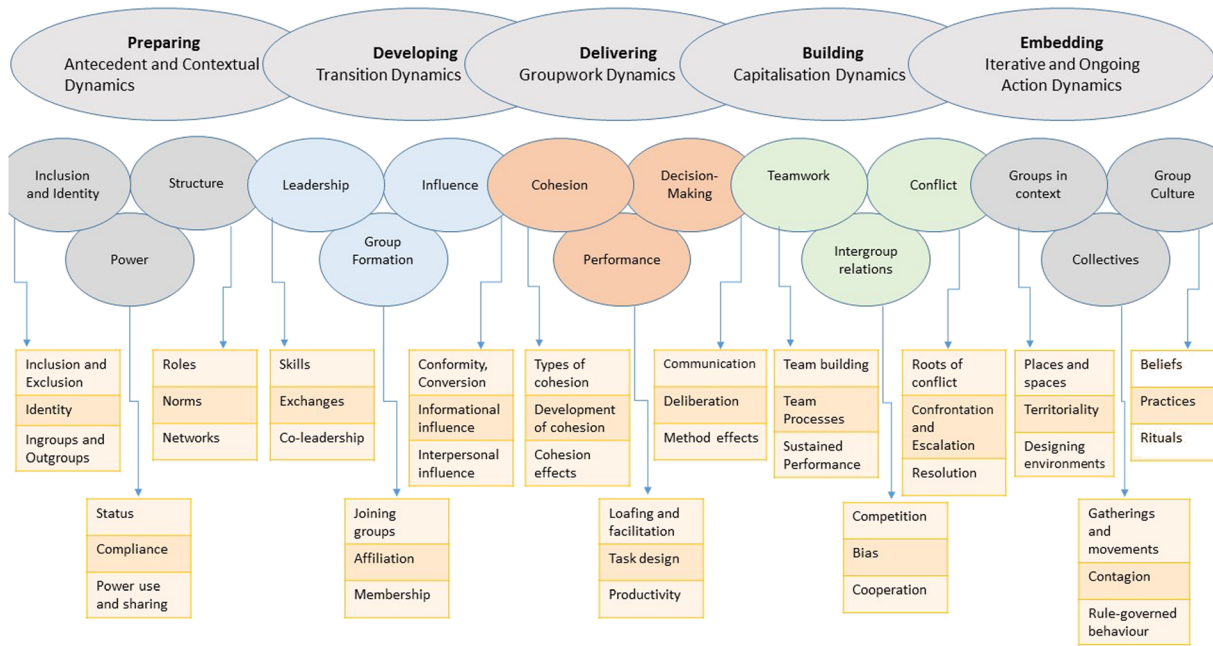 Preparing
Antecedent and Contextual
Dynamics
Developing
Transition Dynamics
Delivering
Groupwork Dynamics
Building
Capitalisation Dynamics
Embedding
Iterative and Ongoing
Action Dynamics
Inclusion
and Identity
Structure
Power
Leadership
Influence
Group
Formation
Cohesion
Decision-
Making
Performance
Teamwork
Conflict
Intergroup
relations
Groups in
context
Group
Culture
Collectives
Inclusion and
Exclusion
Identity
Ingroups and
Outgroups
Roles
Norms
Networks
Skills
Exchanges
Co-leadership
Conformity,
Conversion
Informational
influence
Interpersonal
influence
Types of
cohesion
Development
of cohesion
Cohesion
effects
Communication
Deliberation
Method effects
Team building
Team
Processes
Sustained
Performance
Roots of
conflict
Confrontation
and
Escalation
Resolution
Places and
spaces
Territoriality
Designing
environments
Beliefs
Practices
Rituals
Status
Compliance
Power use
and sharing
Joining
groups
Affiliation
Membership
Loafing and
facilitation
Task design
Productivity
Competition
Bias
Cooperation
Gatherings
and
movements
Contagion
Rule-governed
behaviour